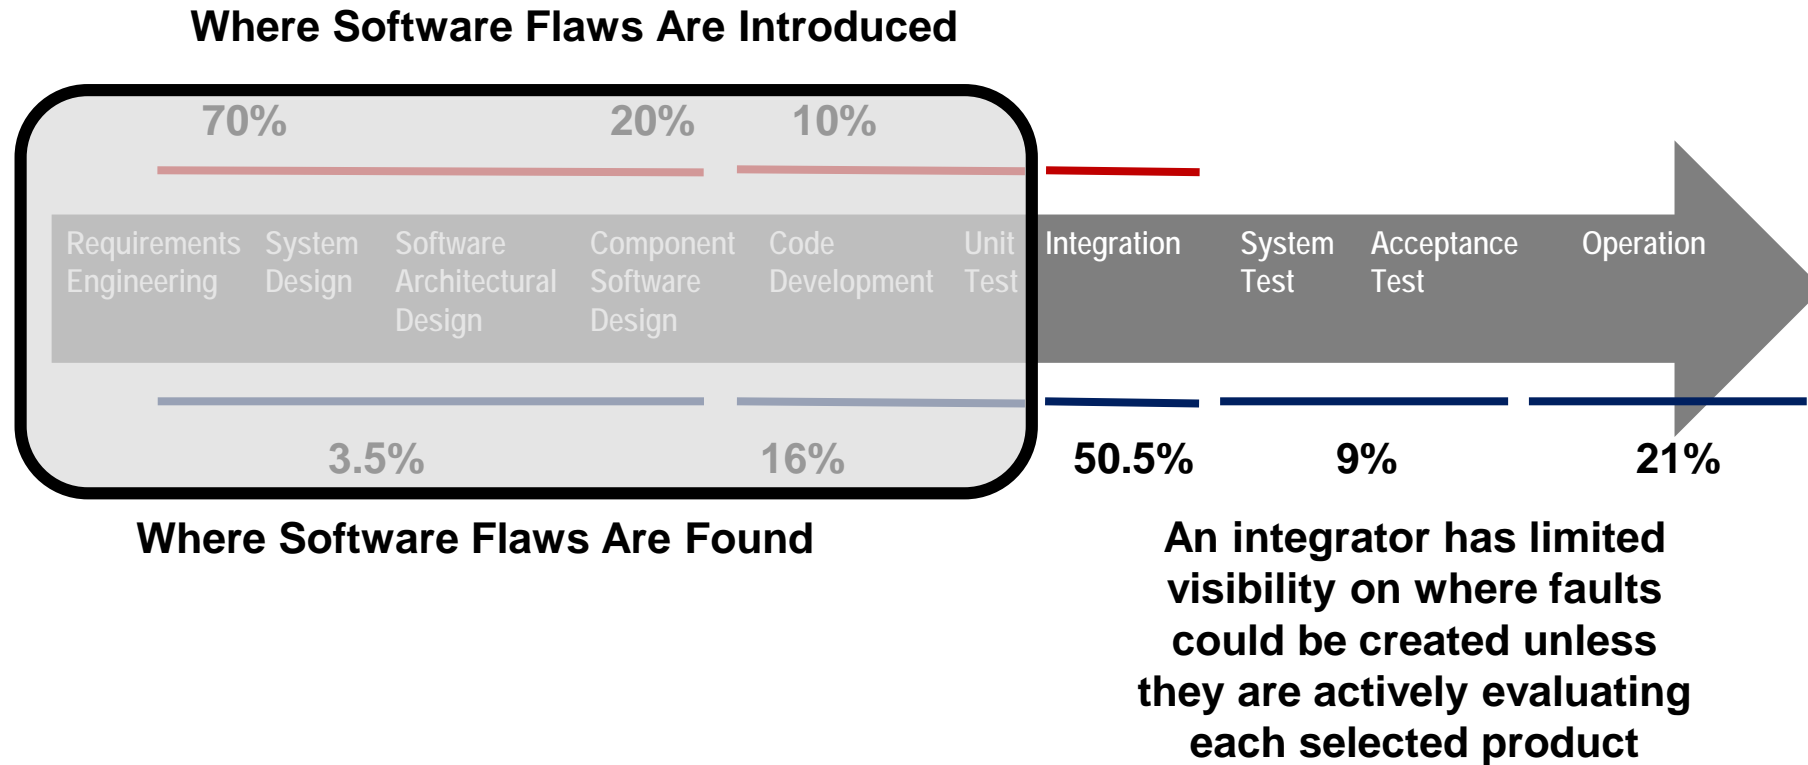 Where Software Flaws Are Introduced
70% 20% 10%
Requirements
Engineering
System
Design
Software
Architectural
Design
Component
Software
Design
Code
Development
Unit
Test
Integration
System
Test
Acceptance
Test
Operation
3.5% 16% 50.5% 9% 21%
Where Software Flaws Are Found
An integrator has limited
visibility on where faults
could be created unless
they are actively evaluating
each selected product